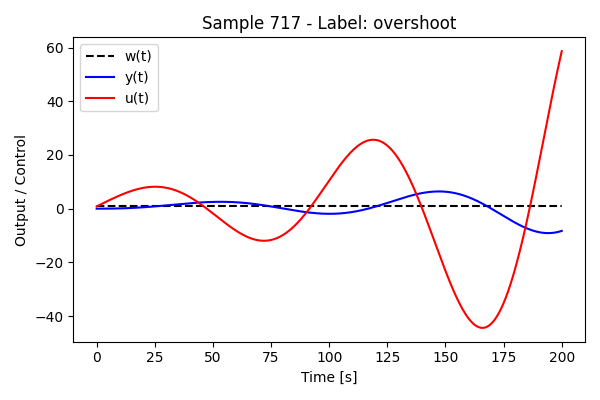 Sample 717 - Label: overshoot
w(t)
y(t)
u(t)
Output / Control
60
40
20
0
−20
−40
0 25 50 75 100 125 150 175 200
Time [s]